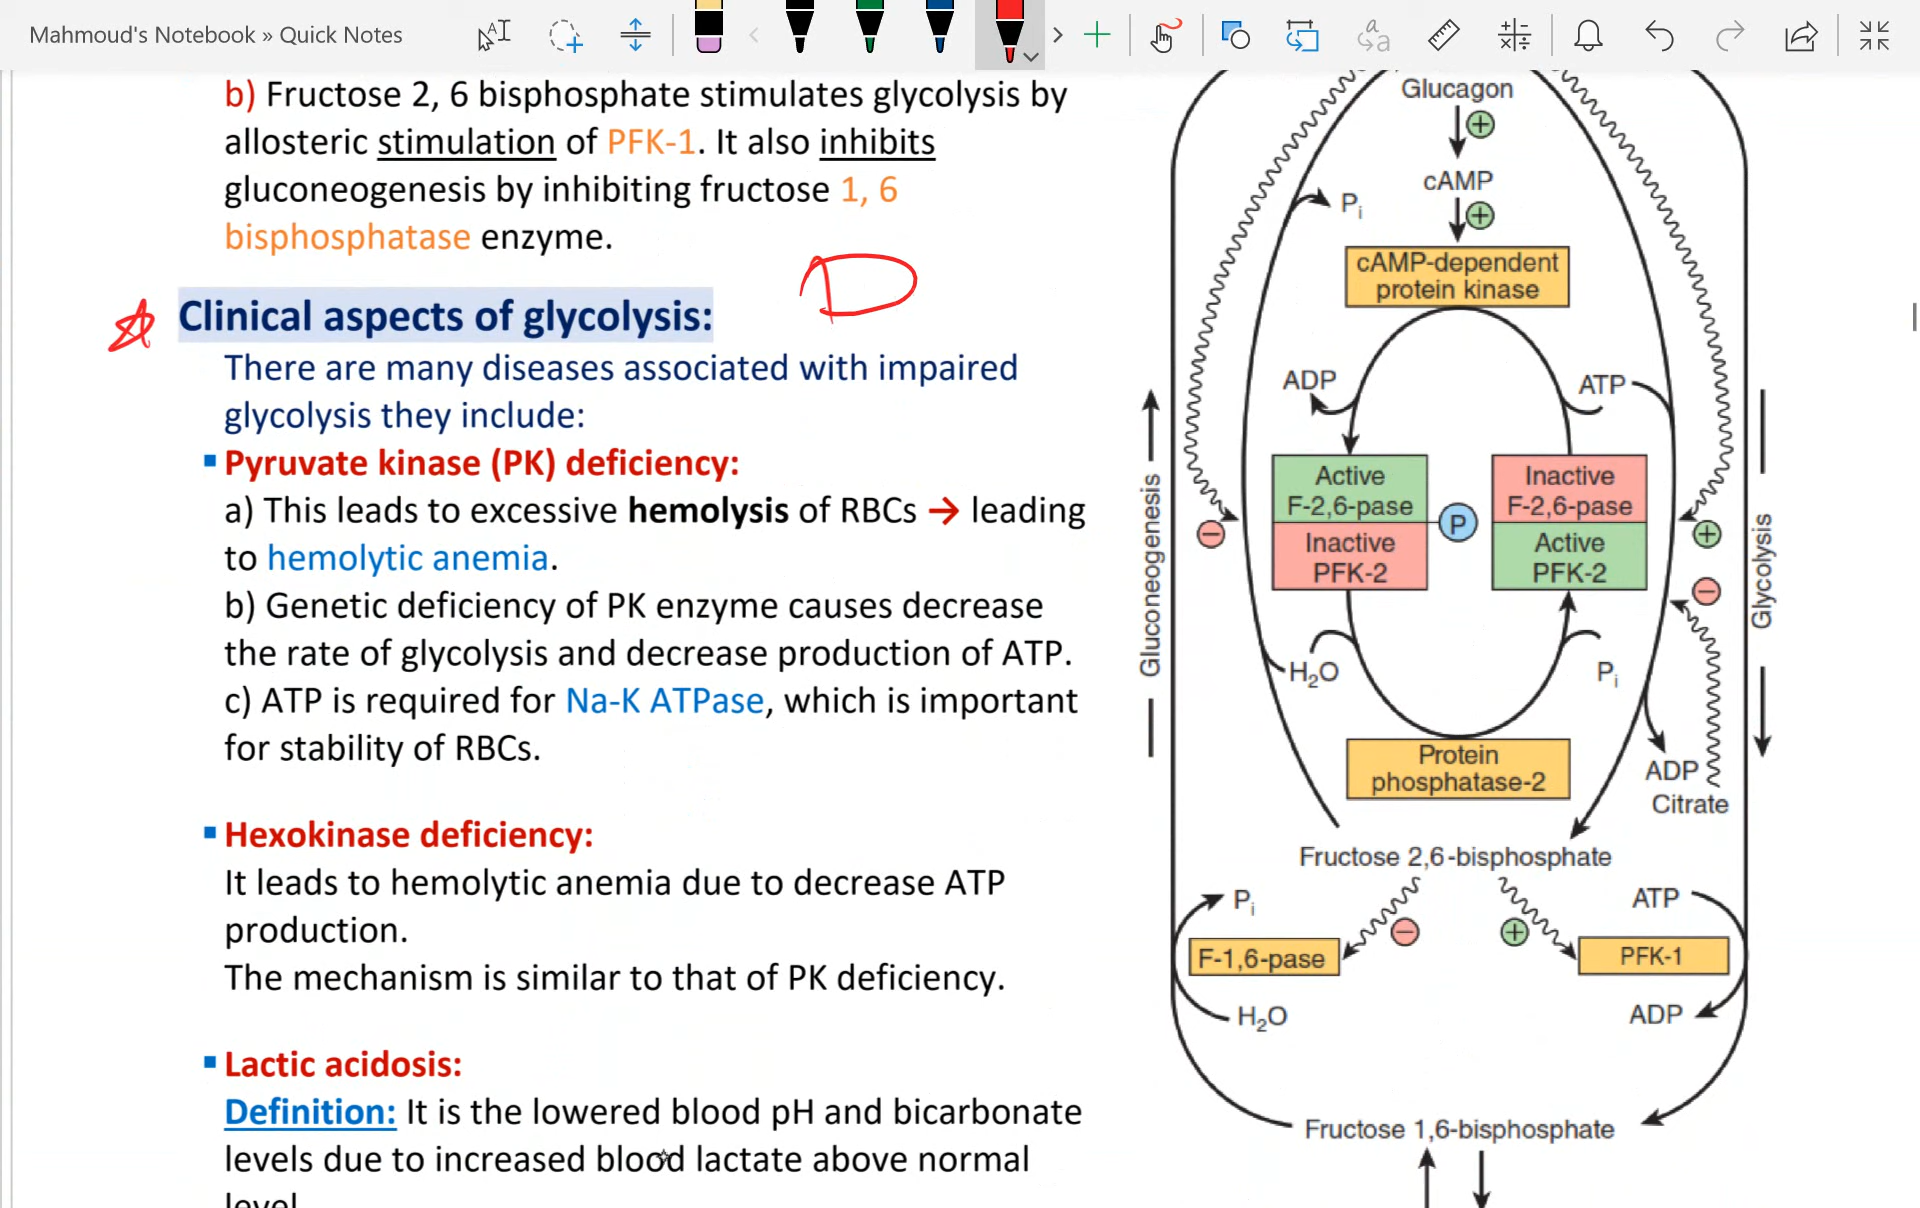 Mahmoud's Notebook » Quick Notes
b) Fructose 2, 6 bisphosphate stimulates glycolysis by
allosteric stimulation of PFK-1. It also inhibits
gluconeogenesis by inhibiting fructose 1, 6
bisphosphatase enzyme.
D
Clinical aspects of glycolysis:
There are many diseases associated with impaired
glycolysis they include:
▪ Pyruvate kinase (PK) deficiency:
a) This leads to excessive hemolysis of RBCs → leading
to hemolytic anemia.
b) Genetic deficiency of PK enzyme causes decrease
the rate of glycolysis and decrease production of ATP.
c) ATP is required for Na-K ATPase, which is important
for stability of RBCs.
▪ Hexokinase deficiency:
It leads to hemolytic anemia due to decrease ATP
production.
The mechanism is similar to that of PK deficiency.
▪ Lactic acidosis:
Definition: It is the lowered blood pH and bicarbonate
levels due to increased blood lactate above normal
level
Glucagon
+
cAMP
+
Pi
cAMP-dependent
protein kinase
ADP
ATP
Active
F-2,6-pase
Inactive
PFK-2
P
Inactive
F-2,6-pase
Active
PFK-2
Gluconeogenesis
−
+
−
Glycolysis
H2O
Pi
Protein
phosphatase-2
ADP
Citrate
Fructose 2,6-bisphosphate
Pi
−
+
ATP
F-1,6-pase
PFK-1
H2O
ADP
Fructose 1,6-bisphosphate